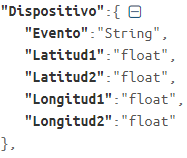 "Dispositivo":{
"Evento":"String",
"Latitud1":"float",
"Latitud2":"float",
"Longitud1":"float",
"Longitud2":"float"
},